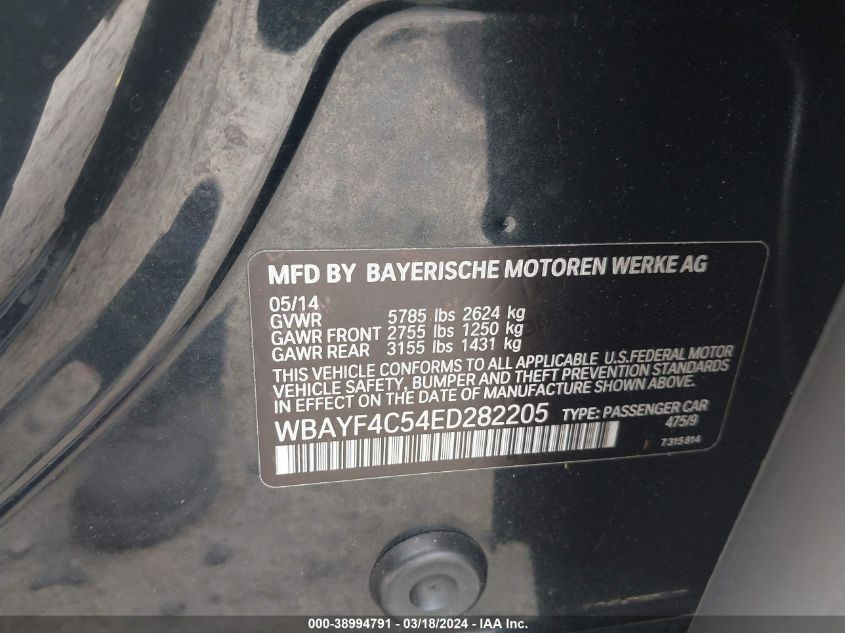 MFD BY BAYERISCHE MOTOREN WERKE AG
05/14
GVWR 5785 lbs 2624 kg
GAWR FRONT 2755 lbs 1250 kg
GAWR REAR 3155 lbs 1431 kg
THIS VEHICLE CONFORMS TO ALL APPLICABLE U.S.FEDERAL MOTOR
VEHICLE SAFETY, BUMPER AND THEFT PREVENTION STANDARDS
IN EFFECT ON THE DATE OF MANUFACTURE SHOWN ABOVE.
WBAYF4C54ED282205 TYPE: PASSENGER CAR
475/9
7315814
000-38994791 - 03/18/2024 - IAA Inc.